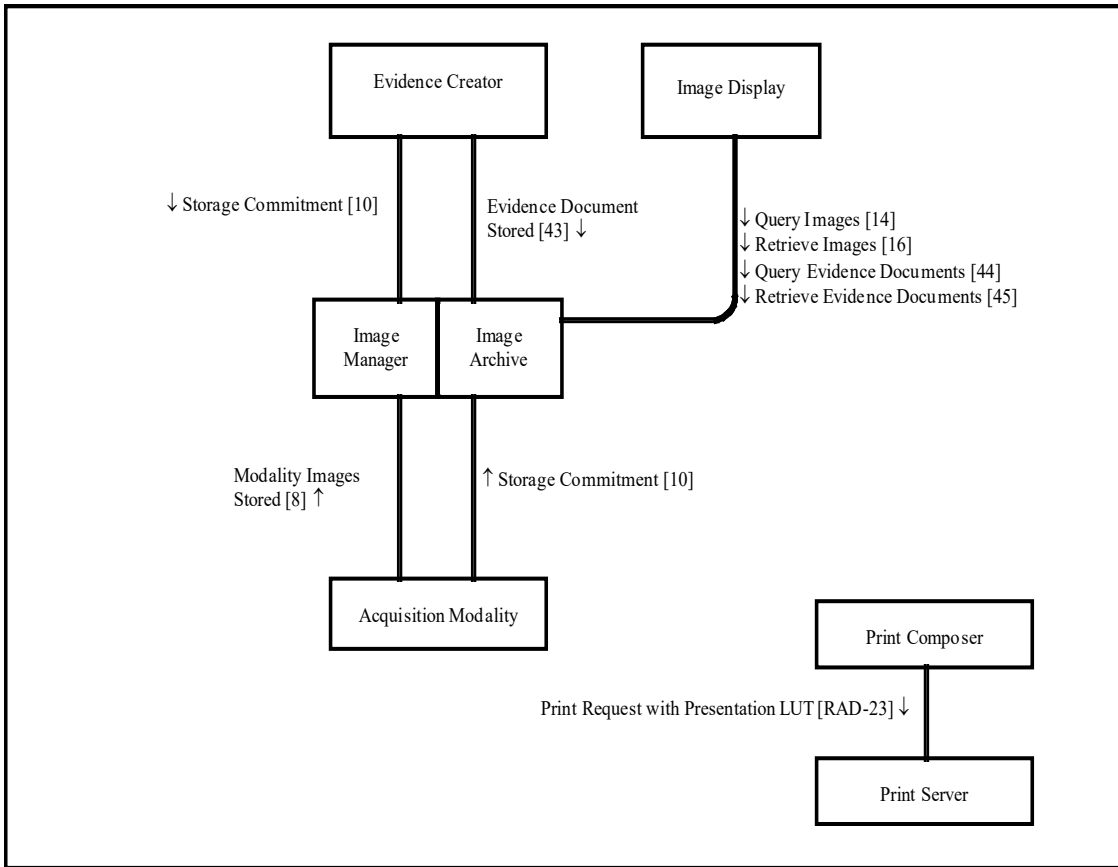 Evidence Creator
Image Display
↓ Storage Commitment [10]
Evidence Document
Stored [43] ↓
↓ Query Images [14]
↓ Retrieve Images [16]
↓ Query Evidence Documents [44]
↓ Retrieve Evidence Documents [45]
Image
Manager
Image
Archive
Modality Images
Stored [8] ↑
↑ Storage Commitment [10]
Acquisition Modality
Print Composer
Print Request with Presentation LUT [RAD-23] ↓
Print Server